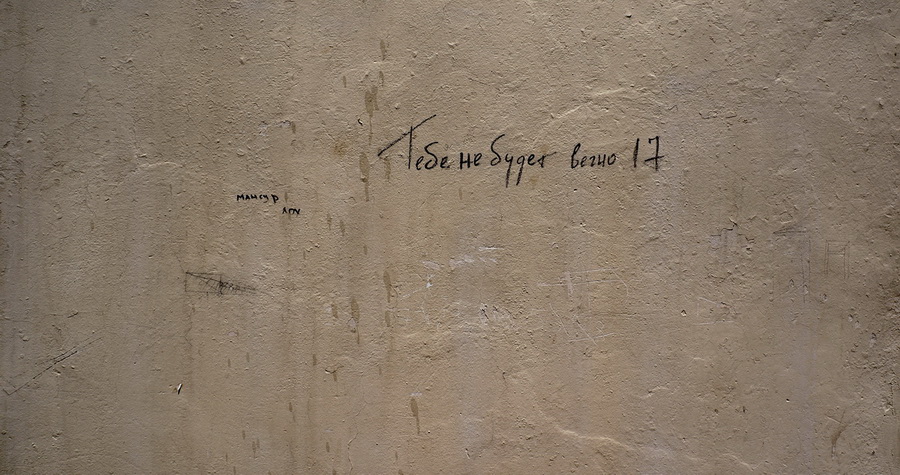 Тебе не будет вечно 17
мансур